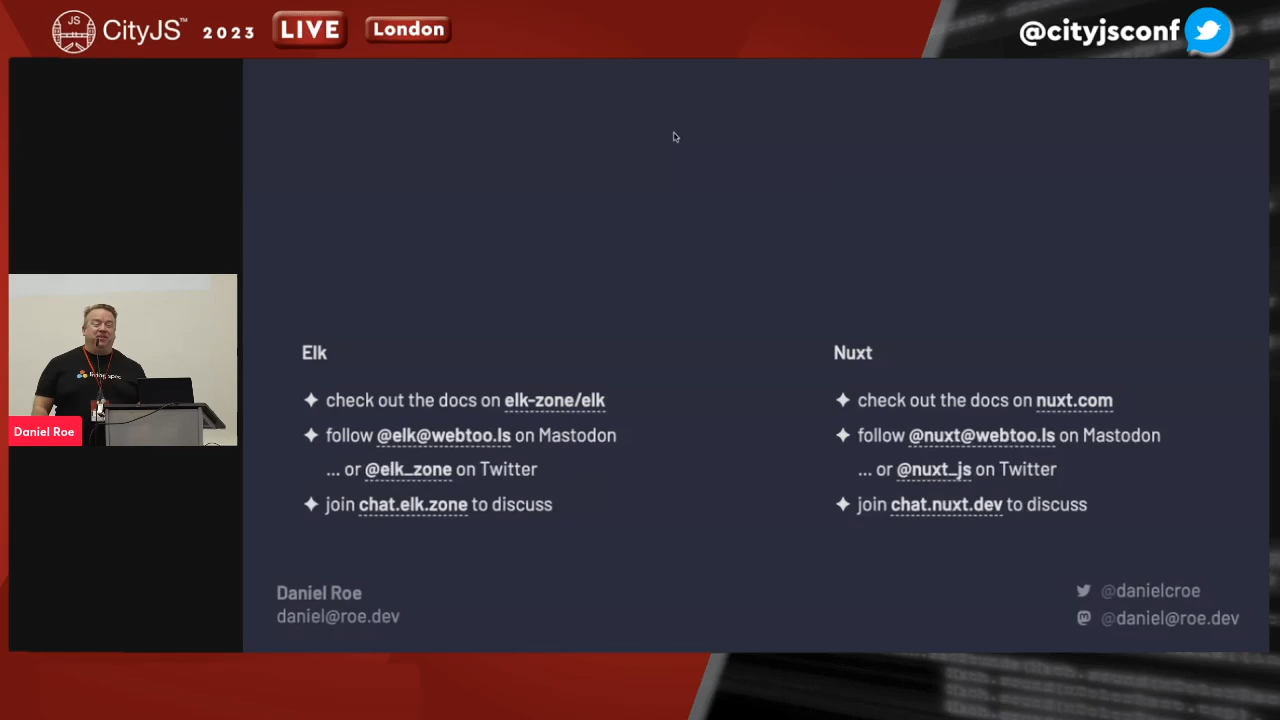 JS
CityJS™ 2023 LIVE London
@cityjsconf
Elk
✦ check out the docs on elk-zone/elk
✦ follow @elk@webtoo.ls on Mastodon
... or @elk_zone on Twitter
✦ join chat.elk.zone to discuss
Nuxt
✦ check out the docs on nuxt.com
✦ follow @nuxt@webtoo.ls on Mastodon
... or @nuxt_js on Twitter
✦ join chat.nuxt.dev to discuss
Daniel Roe
Daniel Roe
daniel@roe.dev
@danielcroe
@daniel@roe.dev